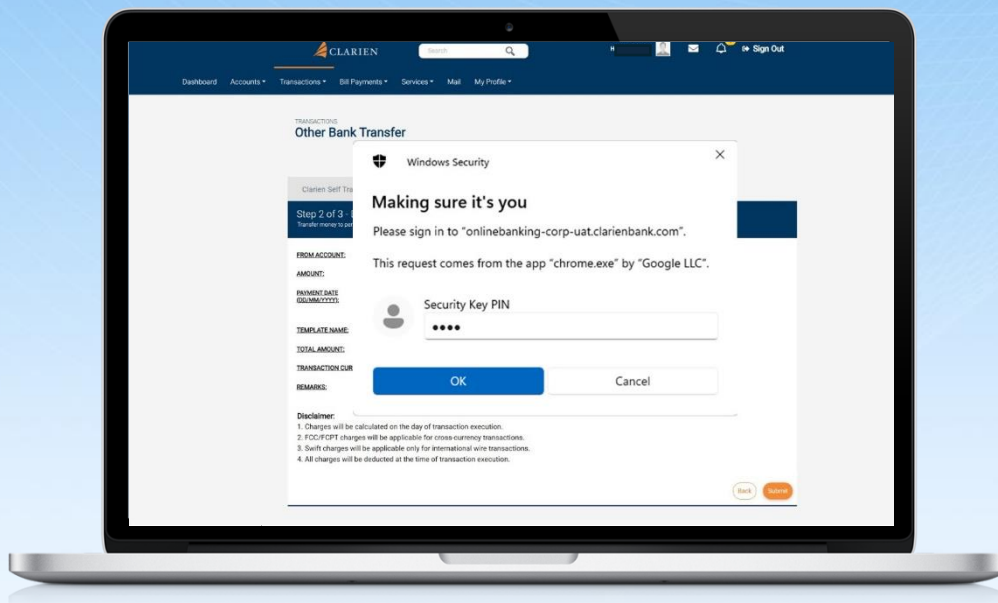 CLARIEN
Search
H
Sign Out
Dashboard Accounts Transactions Bill Payments Services Mail My Profile
TRANSACTIONS
Other Bank Transfer
Windows Security
Clarien Self
Making sure it's you
Step 2 of 3 -
Transfer money to
Please sign in to "onlinebanking-corp-uat.clarienbank.com".
FROM ACCOUNT:
This request comes from the app "chrome.exe" by "Google LLC".
AMOUNT:
PAYMENT DATE
(DD/MM/YYYY):
Security Key PIN
TEMPLATE NAME:
TOTAL AMOUNT:
TRANSACTION CUR
OK Cancel
REMARKS:
Disclaimer:
1. Charges will be calculated on the day of transaction execution.
2. FCC/FCPT charges will be applicable for cross-currency transactions.
3. Swift charges will be applicable only for international wire transactions.
4. All charges will be deducted at the time of transaction execution.
Back Submit